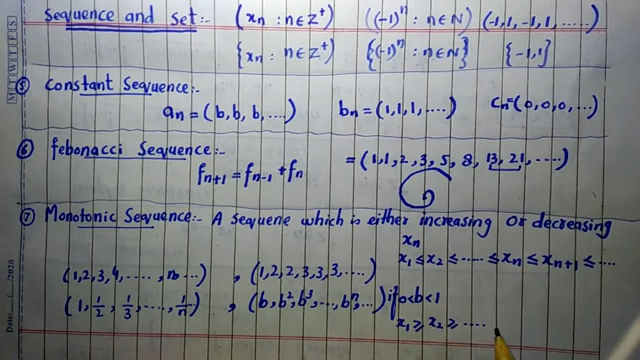 Sequence and Set:- (xn : n∈Z⁺) ((-1)ⁿ : n∈N) (-1,1,-1,1,.....)
{xn : n∈Z⁺} {(-1)ⁿ : n∈N} {-1,1}
⑤ Constant Sequence:-
an = (b, b, b, ...) bn = (1,1,1,....) Cn=(0,0,0,...)
⑥ febonacci Sequence:-
fn+1 = fn-1 + fn = (1,1,2,3,5,8,13,21,.....)
⑦ Monotonic Sequence:- A sequene which is either increasing or decreasing
xn
x1 ≤ x2 ≤ ..... ≤ xn ≤ xn+1 ≤ ...
(1,2,3,4,....., n...) , (1,2,2,3,3,3,....)
(1, 1/2, 1/3, ..., 1/n) , (b, b², b³, ..., bⁿ, ...) if 0<b<1
x1 ≥ x2 ≥ .....
Date:.../.../2020
M T W T F S